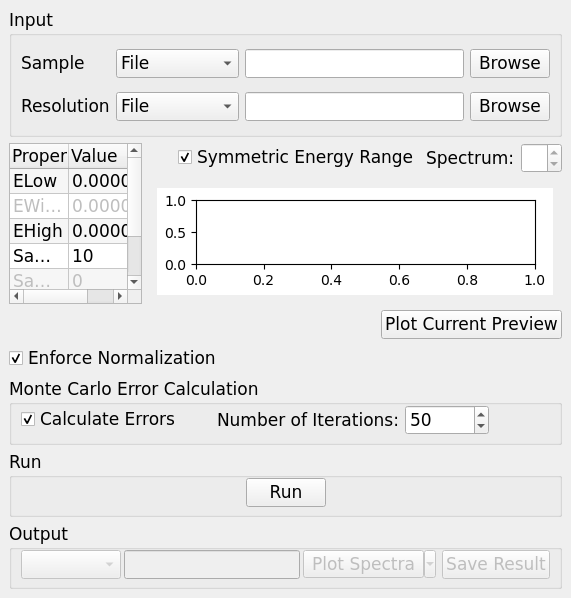 Input
Sample File Browse
Resolution File Browse
Proper Value
Symmetric Energy Range Spectrum:
ELow 0.0000
EWi... 0.0000
EHigh 0.0000
Sa... 10
Sa... 0
1.0
0.5
0.0
0.0 0.2 0.4 0.6 0.8 1.0
Plot Current Preview
Enforce Normalization
Monte Carlo Error Calculation
Calculate Errors Number of Iterations: 50
Run
Run
Output
Plot Spectra Save Result